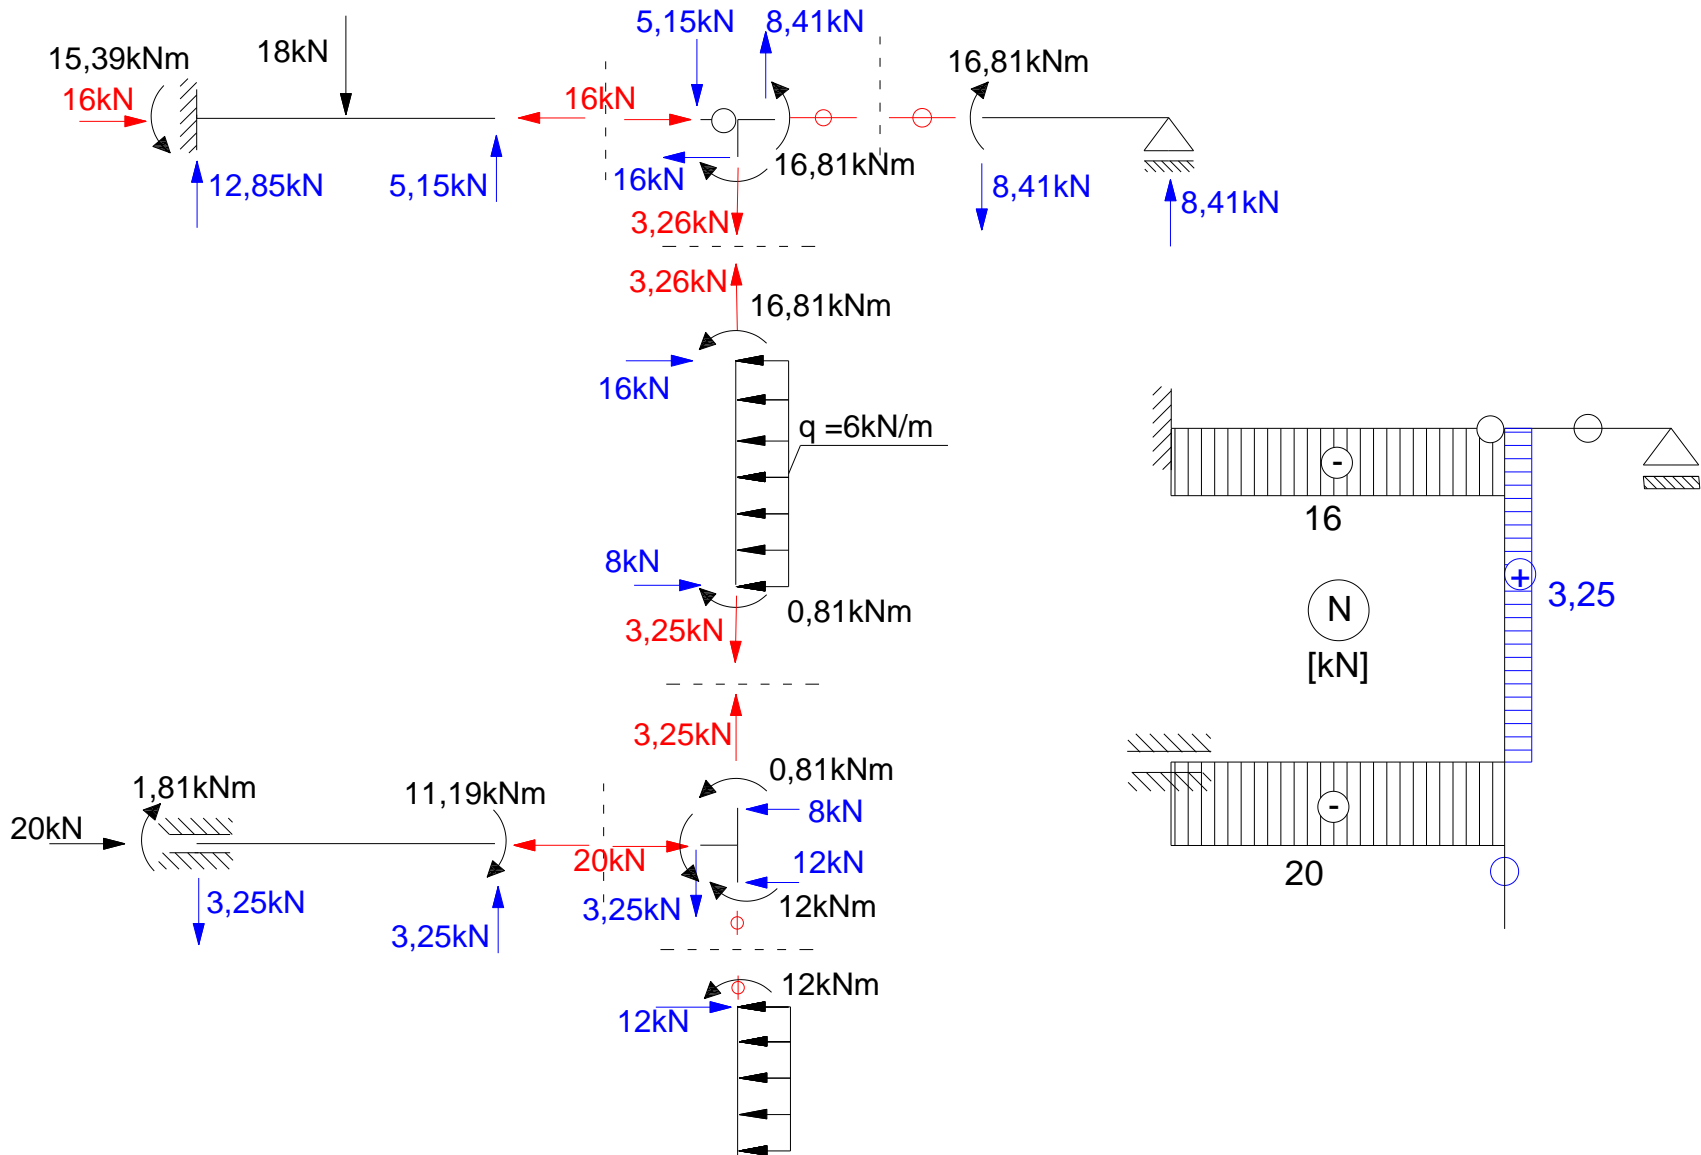 5,15kN 8,41kN
15,39kNm 18kN 16,81kNm
16kN 16kN
16,81kNm
12,85kN 5,15kN 16kN 8,41kN 8,41kN
3,26kN
3,26kN
16,81kNm
16kN
q =6kN/m
-
16
8kN
+ 3,25
0,81kNm
N
3,25kN
[kN]
3,25kN
0,81kNm
1,81kNm 11,19kNm
8kN
-
20kN
20kN 12kN
20
3,25kN 3,25kN 12kNm
3,25kN
12kNm
12kN